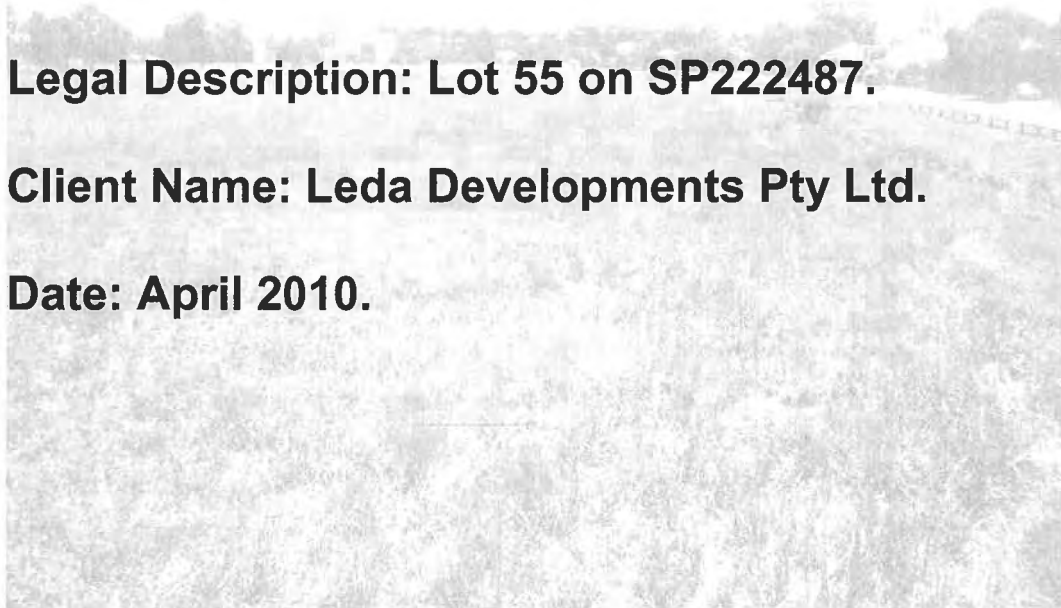 Legal Description: Lot 55 on SP222487.
Client Name: Leda Developments Pty Ltd.
Date: April 2010.